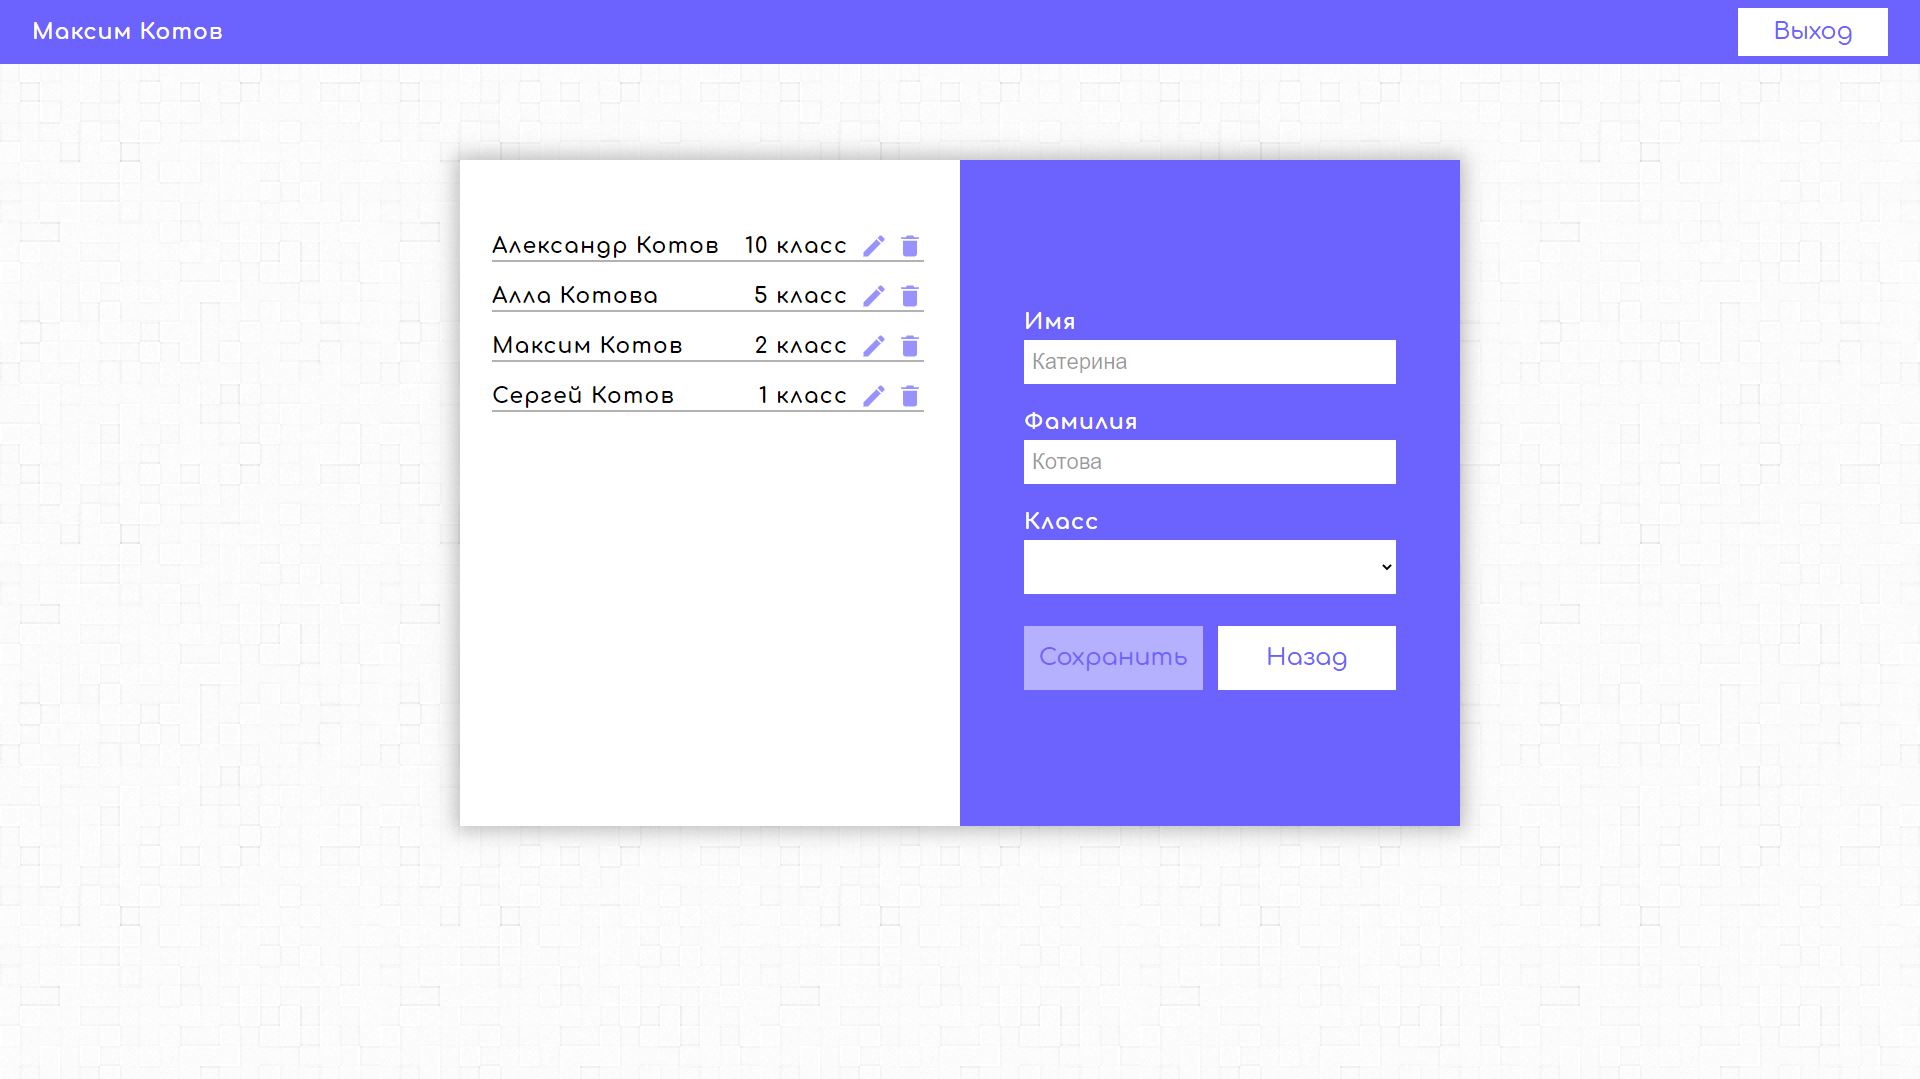 Максим Котов
Выход
Александр Котов 10 класс
Алла Котова 5 класс
Максим Котов 2 класс
Сергей Котов 1 класс
Имя
Катерина
Фамилия
Котова
Класс
Сохранить Назад